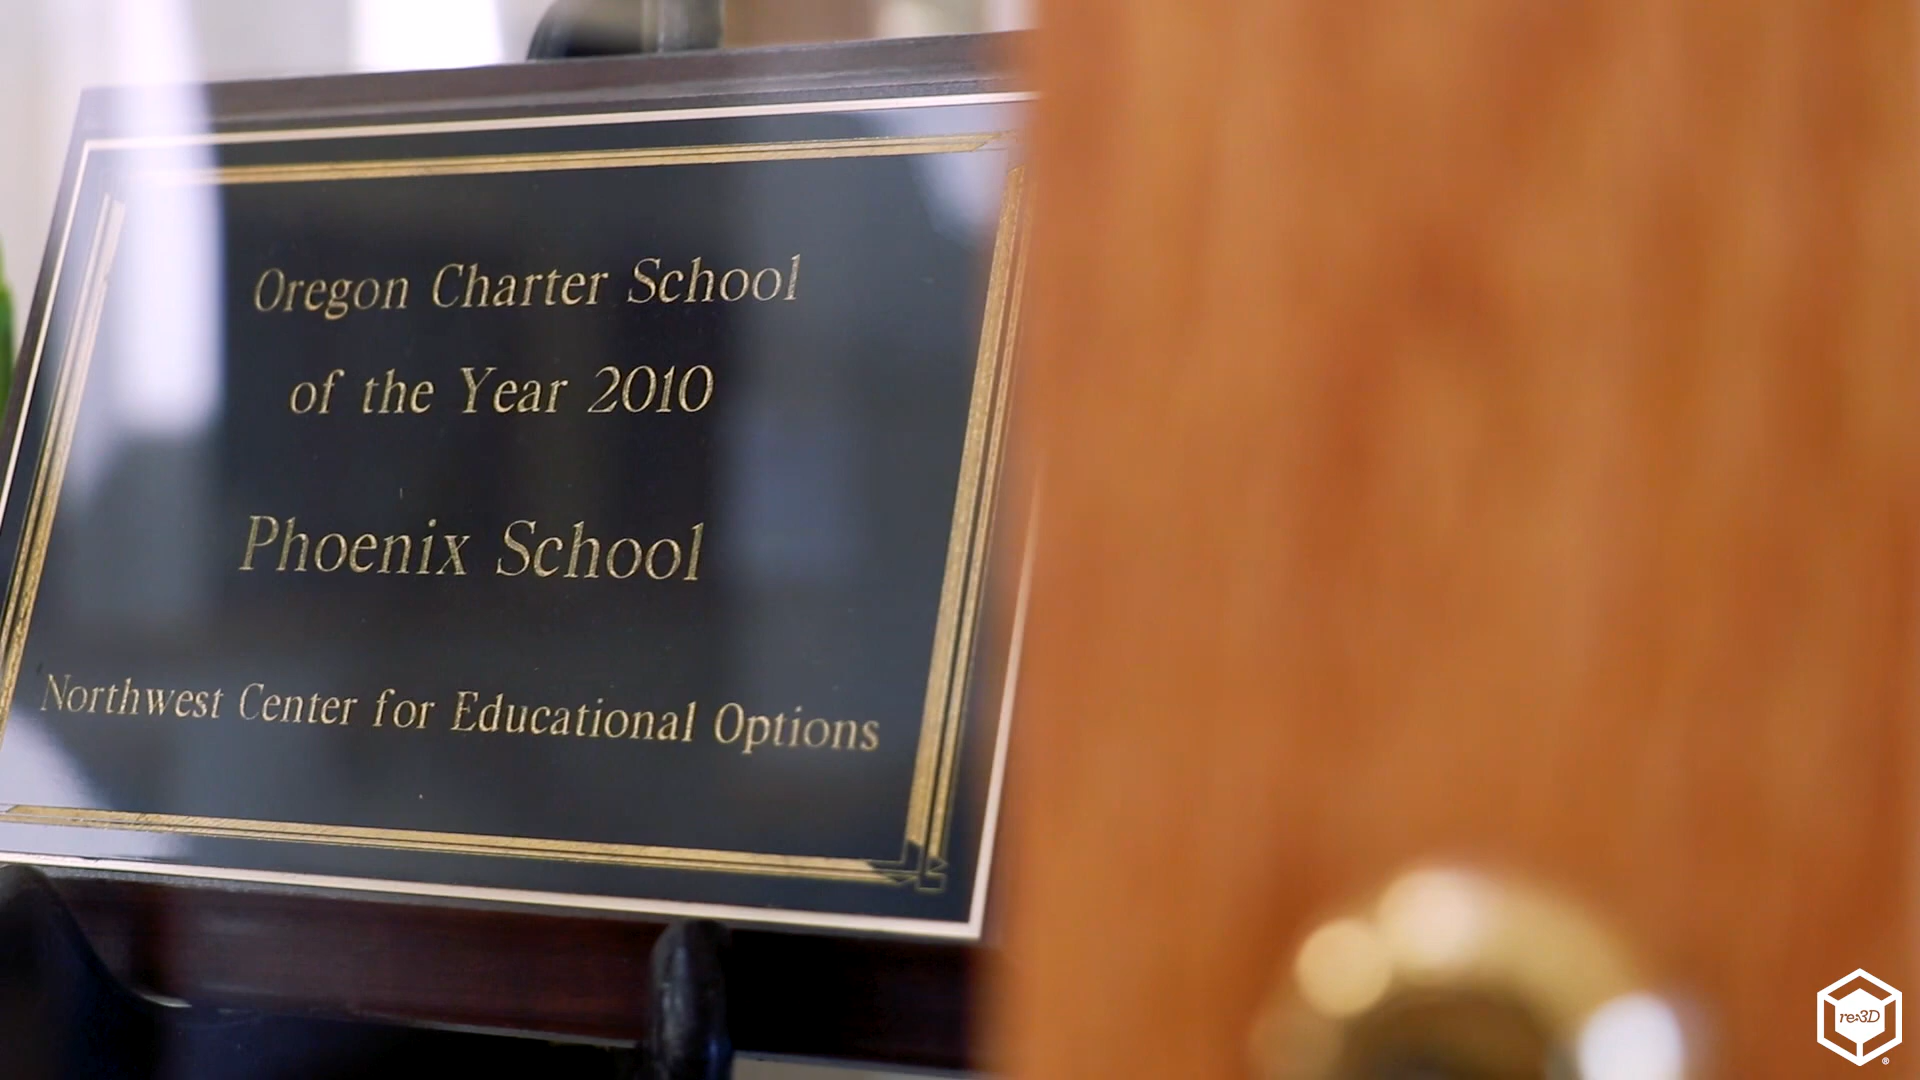 Oregon Charter School
of the Year 2010
Phoenix School
Northwest Center for Educational Options
re:3D
®